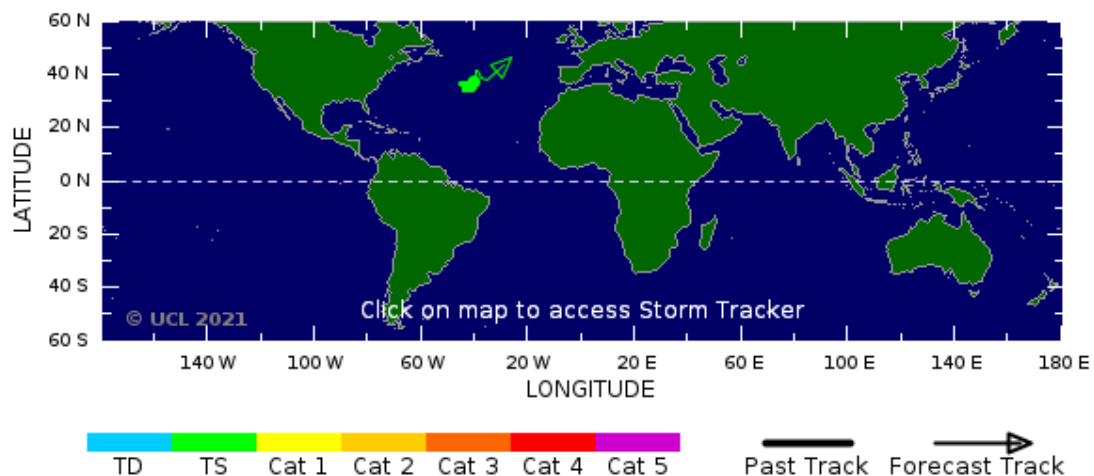 60 N
40 N
20 N
0 N
20 S
40 S
60 S
LATITUDE
Click on map to access Storm Tracker
© UCL 2021
140 W 100 W 60 W 20 W 20 E 60 E 100 E 140 E 180 E
LONGITUDE
TD TS Cat 1 Cat 2 Cat 3 Cat 4 Cat 5 Past Track Forecast Track